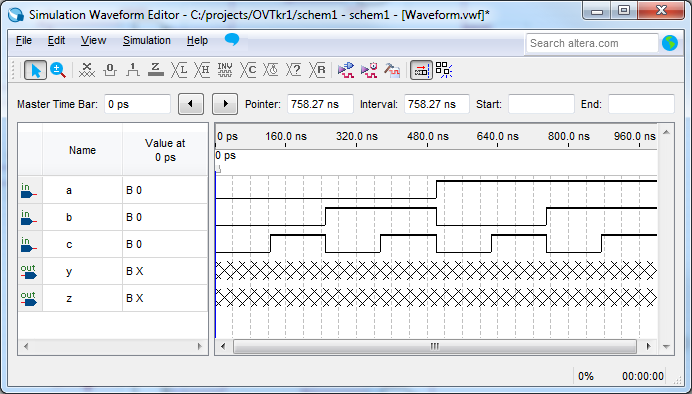 Simulation Waveform Editor - C:/projects/OVTkr1/schem1 - schem1 - [Waveform.vwf]*
File Edit View Simulation Help
Search altera.com
0 1 Z H L INV C ? R
Master Time Bar: 0 ps Pointer: 758.27 ns Interval: 758.27 ns Start: End:
Name Value at 0 ps
0 ps 160.0 ns 320.0 ns 480.0 ns 640.0 ns 800.0 ns 960.0 ns
0 ps
in a B 0
in b B 0
in c B 0
out y B X
out z B X
0% 00:00:00